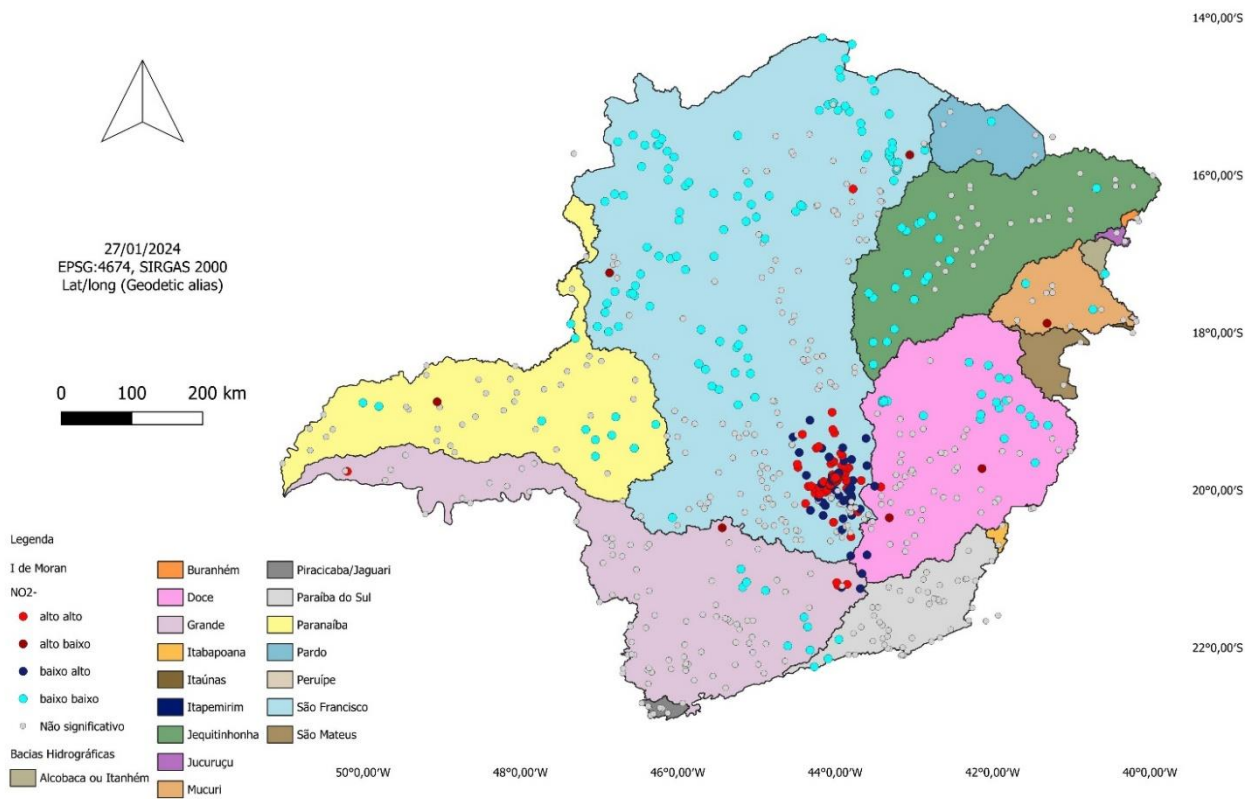 14°0,00'S
16°0,00'S
27/01/2024
EPSG:4674, SIRGAS 2000
Lat/long (Geodetic alias)
18°0,00'S
0 100 200 km
20°0,00'S
Legenda
I de Moran
NO2-
alto alto
alto baixo
baixo alto
baixo baixo
Não significativo
Bacias Hidrográficas
Alcobaca ou Itanhém
Buranhém
Doce
Grande
Itabapoana
Itaúnas
Itapemirim
Jequitinhonha
Jucuruçu
Mucuri
Piracicaba/Jaguari
Paraíba do Sul
Paranaíba
Pardo
Peruípe
São Francisco
São Mateus
22°0,00'S
50°0,00'W 48°0,00'W 46°0,00'W 44°0,00'W 42°0,00'W 40°0,00'W